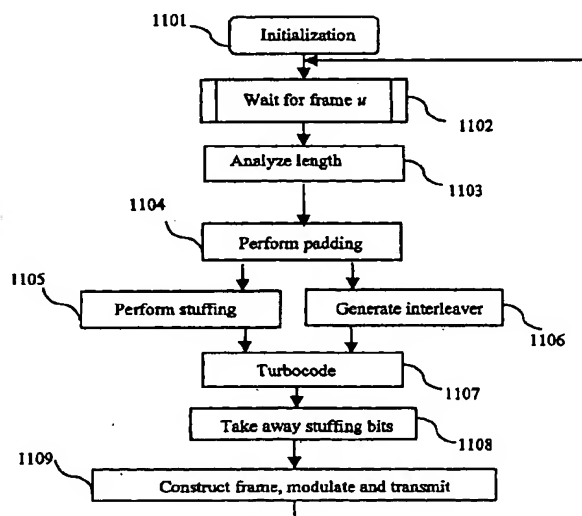 1101
Initialization
Wait for frame u
1102
Analyze length
1103
1104
Perform padding
1105
Perform stuffing
Generate interleaver
1106
Turbocode
1107
Take away stuffing bits
1108
1109
Construct frame, modulate and transmit